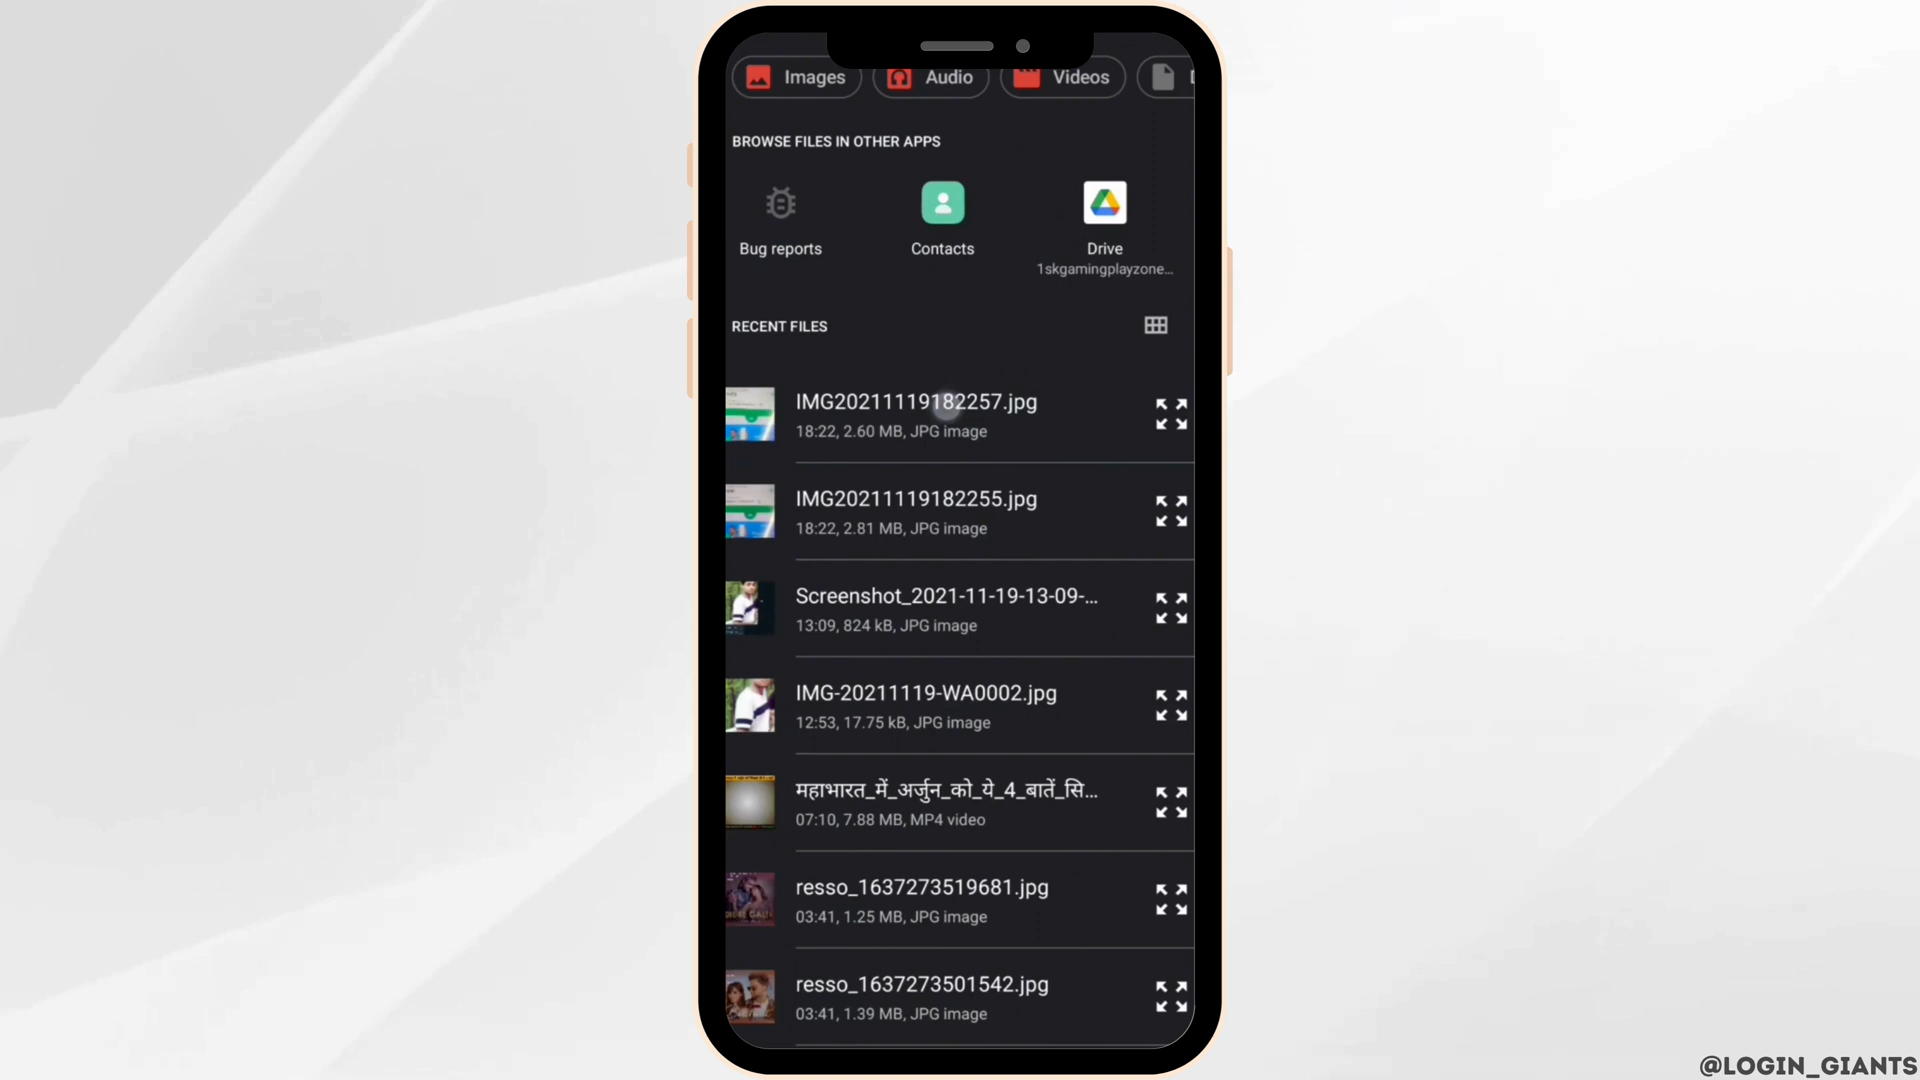 Images Audio Videos
BROWSE FILES IN OTHER APPS
Bug reports Contacts Drive
1skgamingplayzone...
RECENT FILES
IMG20211119182257.jpg
18:22, 2.60 MB, JPG image
IMG20211119182255.jpg
18:22, 2.81 MB, JPG image
Screenshot_2021-11-19-13-09-...
13:09, 824 kB, JPG image
IMG-20211119-WA0002.jpg
12:53, 17.75 kB, JPG image
महाभारत_में_अर्जुन_को_ये_4_बातें_सि...
07:10, 7.88 MB, MP4 video
resso_1637273519681.jpg
03:41, 1.25 MB, JPG image
resso_1637273501542.jpg
03:41, 1.39 MB, JPG image
@LOGIN_GIANTS